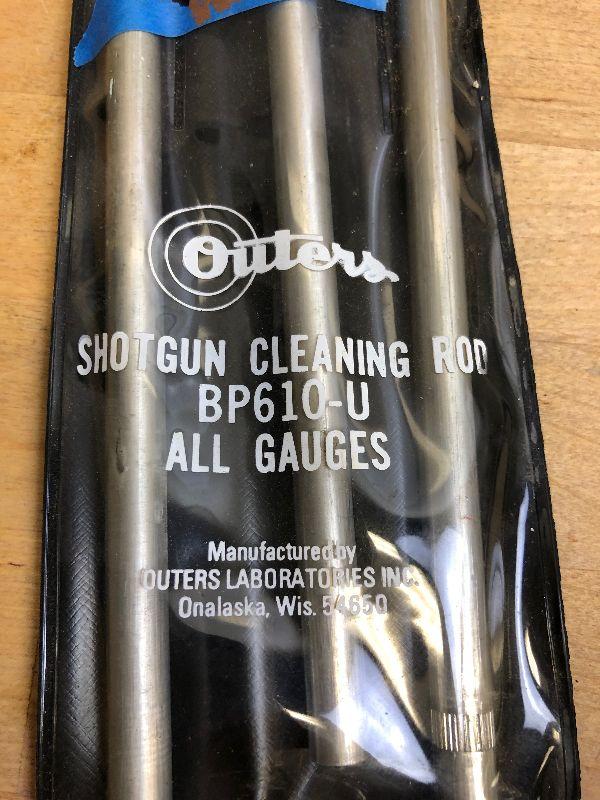 Outers
SHOTGUN CLEANING ROD
BP610-U
ALL GAUGES
Manufactured by
OUTERS LABORATORIES INC.
Onalaska, Wis. 54650